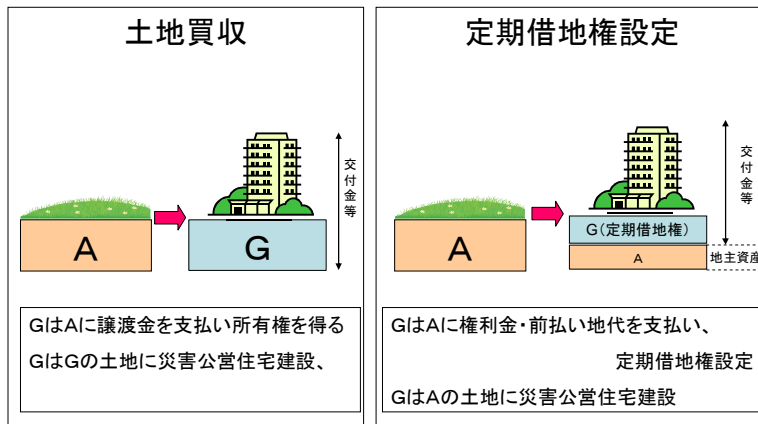 土地買収
A
G
交付金等
GはAに譲渡金を支払い所有権を得る
GはGの土地に災害公営住宅建設、
定期借地権設定
A
G(定期借地権)
A
交付金等
地主資産
GはAに権利金・前払い地代を支払い、
定期借地権設定
GはAの土地に災害公営住宅建設